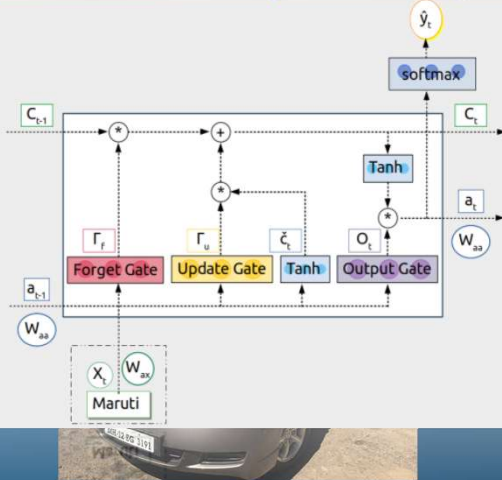 ŷt
softmax
Ct-1
Ct
*
+
Tanh
*
*
at
Γf
Γu
čt
Ot
Waa
Forget Gate
Update Gate
Tanh
Output Gate
at-1
Waa
Xt
Wax
Maruti